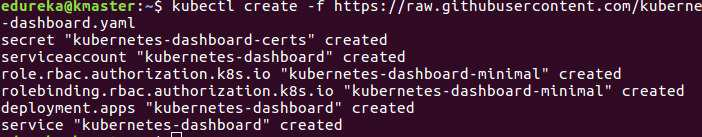 edureka@kmaster:~$ kubectl create -f https://raw.githubusercontent.com/kuberne
-dashboard.yaml
secret "kubernetes-dashboard-certs" created
serviceaccount "kubernetes-dashboard" created
role.rbac.authorization.k8s.io "kubernetes-dashboard-minimal" created
rolebinding.rbac.authorization.k8s.io "kubernetes-dashboard-minimal" created
deployment.apps "kubernetes-dashboard" created
service "kubernetes-dashboard" created